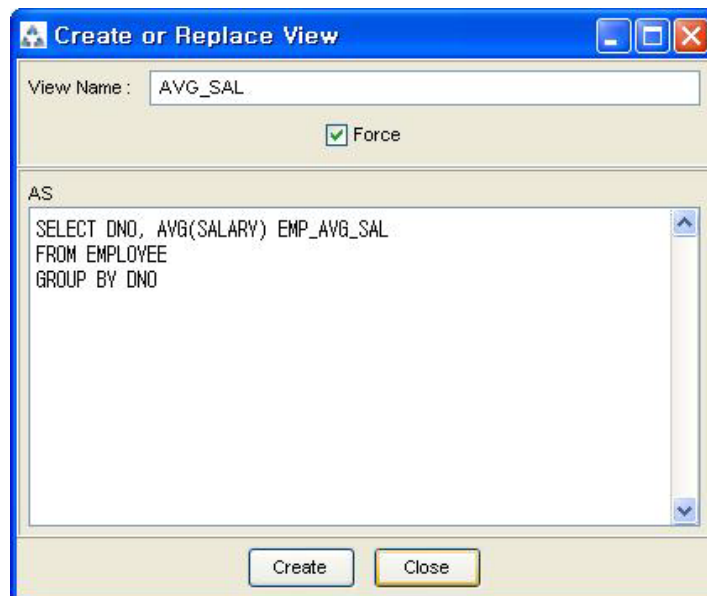 Create or Replace View
View Name : AVG_SAL
Force
AS
SELECT DNO, AVG(SALARY) EMP_AVG_SAL
FROM EMPLOYEE
GROUP BY DNO
Create Close